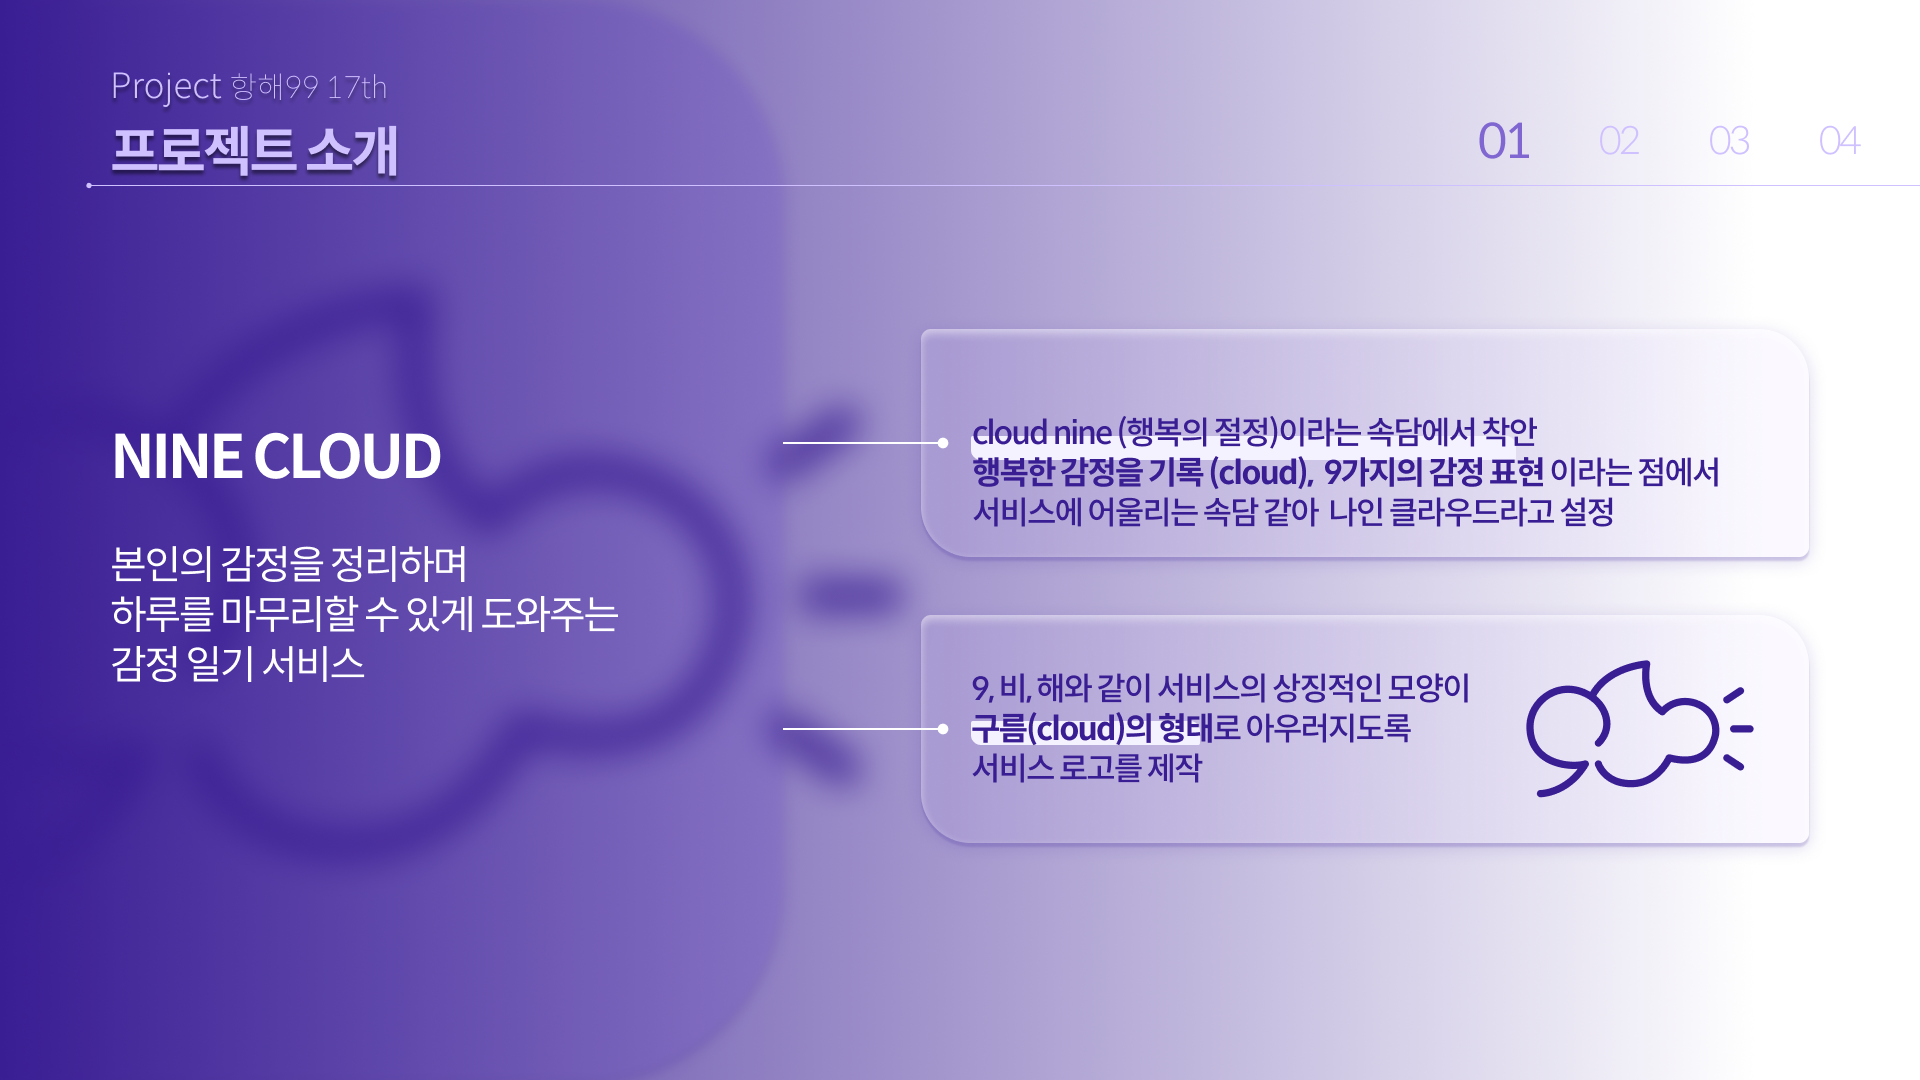 Project 항해99 17th
프로젝트 소개
01 02 03 04
NINE CLOUD
본인의 감정을 정리하며
하루를 마무리할 수 있게 도와주는
감정 일기 서비스
cloud nine (행복의 절정)이라는 속담에서 착안
행복한 감정을 기록 (cloud), 9가지의 감정 표현 이라는 점에서
서비스에 어울리는 속담 같아 나인 클라우드라고 설정
9, 비, 해와 같이 서비스의 상징적인 모양이
구름(cloud)의 형태로 아우러지도록
서비스 로고를 제작